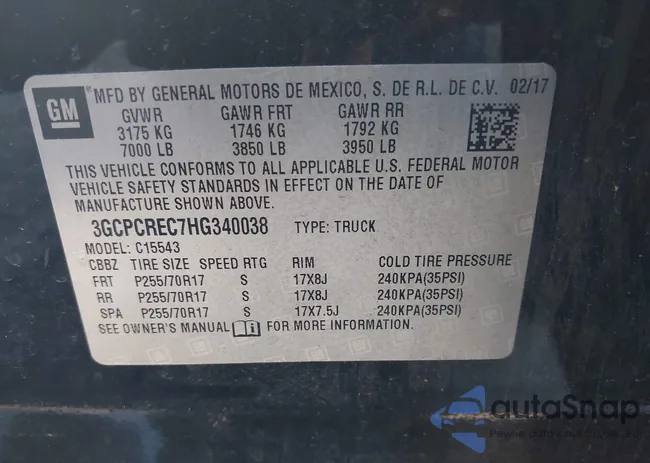 GM
MFD BY GENERAL MOTORS DE MEXICO, S. DE R.L. DE C.V. 02/17
GVWR GAWR FRT GAWR RR
3175 KG 1746 KG 1792 KG
7000 LB 3850 LB 3950 LB
THIS VEHICLE CONFORMS TO ALL APPLICABLE U.S. FEDERAL MOTOR
VEHICLE SAFETY STANDARDS IN EFFECT ON THE DATE OF
MANUFACTURE SHOWN ABOVE.
3GCPCREC7HG340038 TYPE: TRUCK
MODEL: C15543
CBBZ TIRE SIZE SPEED RTG RIM COLD TIRE PRESSURE
FRT P255/70R17 S 17X8J 240KPA(35PSI)
RR P255/70R17 S 17X8J 240KPA(35PSI)
SPA P255/70R17 S 17X7.5J 240KPA(35PSI)
SEE OWNER'S MANUAL FOR MORE INFORMATION.
autaSnap
Pewne auta